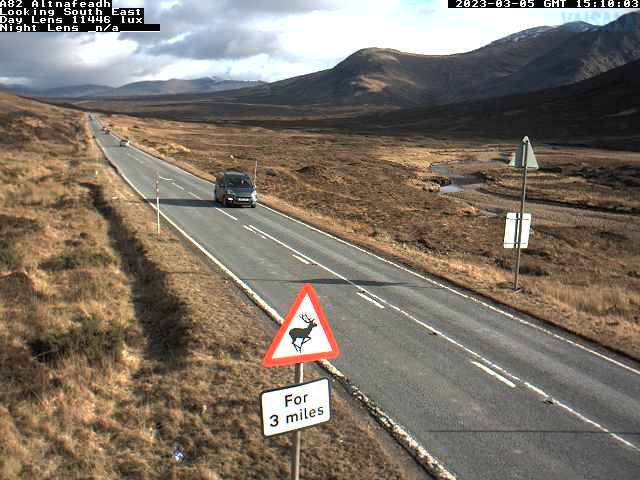 A82 Altnafeadh
Looking South East
Day Lens 11446 lux
Night Lens n/a
2023-03-05 GMT 15:10:03
VAISALA
For
3 miles